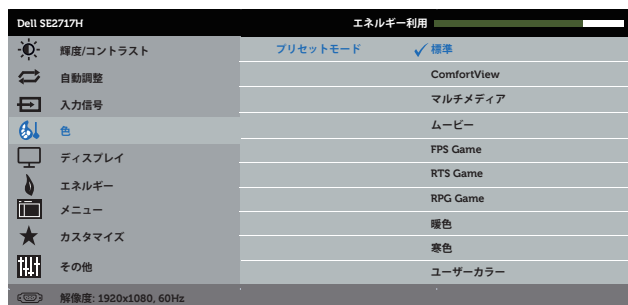 Dell SE2717H
エネルギー利用
輝度/コントラスト
自動調整
入力信号
色
ディスプレイ
エネルギー
メニュー
カスタマイズ
その他
プリセットモード
標準
ComfortView
マルチメディア
ムービー
FPS Game
RTS Game
RPG Game
暖色
寒色
ユーザーカラー
解像度: 1920x1080, 60Hz